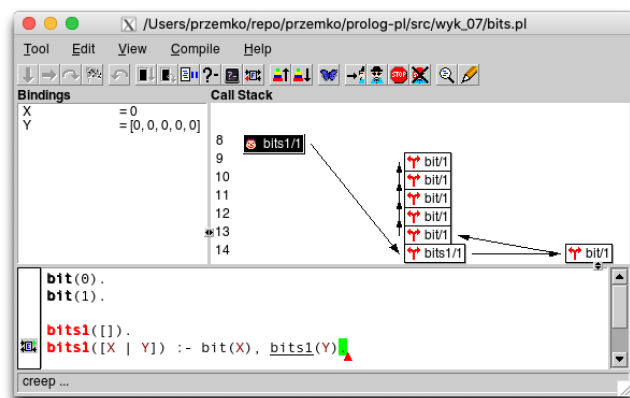 /Users/przemko/repo/przemko/prolog-pl/src/wyk_07/bits.pl
Tool Edit View Compile Help
?-
STOP
Bindings
X =0
Y =[0, 0, 0, 0, 0]
Call Stack
8 bits1/1
9 bit/1
10 bit/1
11 bit/1
12 bit/1
13 bit/1
14 bits1/1 bit/1
bit(0).
bit(1).
bits1([]).
bits1([X | Y]) :- bit(X), bits1(Y).
creep ...